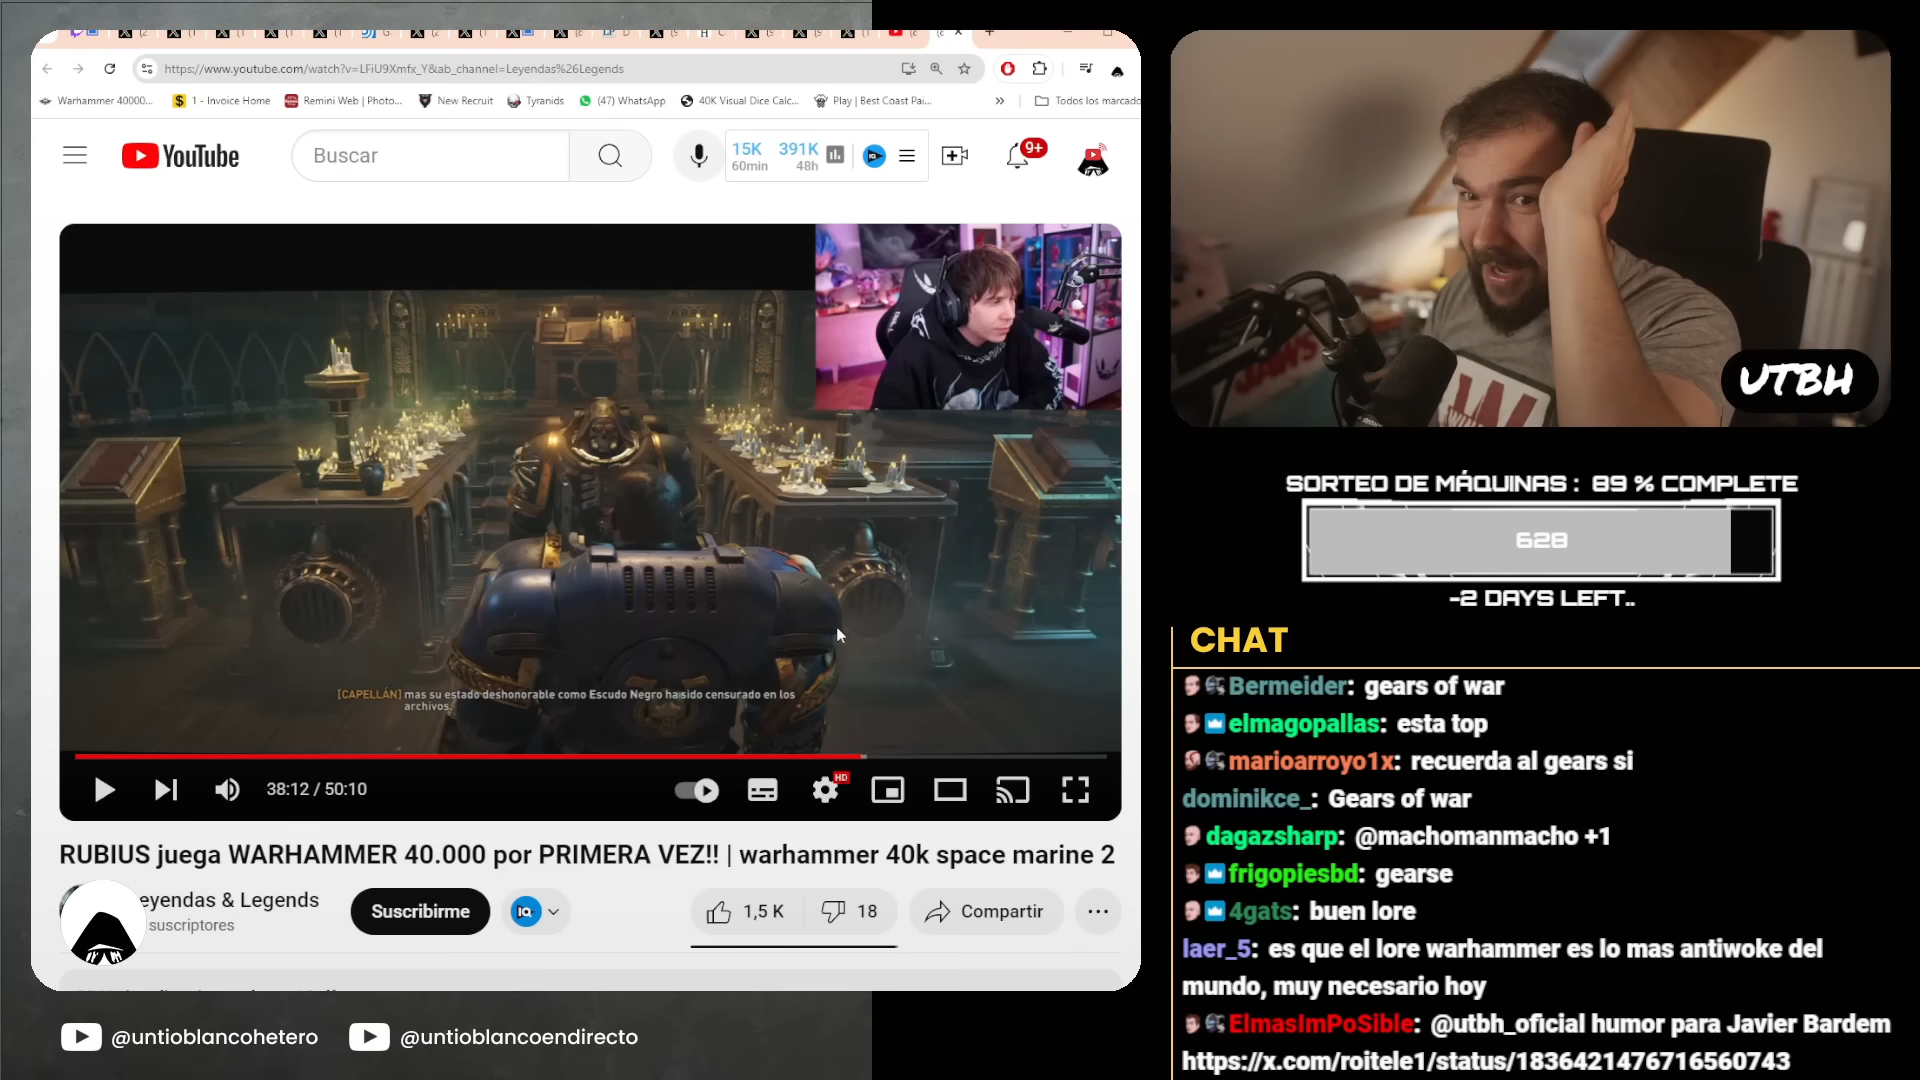 https://www.youtube.com/watch?v=LFiU9Xmfx_Y&ab_channel=Leyendas%26Legends
Warhammer 40000...
1 - Invoice Home
Remini Web | Photo...
New Recruit
Tyranids
(47) WhatsApp
40K Visual Dice Calc...
Play | Best Coast Pai...
»
Todos los marcado
YouTube
Buscar
15K
60min
391K
48h
IQ
9+
[CAPELLÁN] mas su estado deshonorable como Escudo Negro ha sido censurado en los
archivos.
38:12 / 50:10
HD
RUBIUS juega WARHAMMER 40.000 por PRIMERA VEZ!! | warhammer 40k space marine 2
eyendas & Legends
suscriptores
Suscribirme
IQ
1,5 K
18
Compartir
@untioblancohetero
@untioblancoendirecto
UTBH
SORTEO DE MÁQUINAS : 89 % COMPLETE
628
-2 DAYS LEFT..
CHAT
Bermeider: gears of war
elmagopallas: esta top
marioarroyo1x: recuerda al gears si
dominikce_: Gears of war
dagazsharp: @machomanmacho +1
frigopiesbd: gearse
4gats: buen lore
laer_5: es que el lore warhammer es lo mas antiwoke del
mundo, muy necesario hoy
ElmasImPoSible: @utbh_oficial humor para Javier Bardem
https://x.com/roitele1/status/1836421476716560743